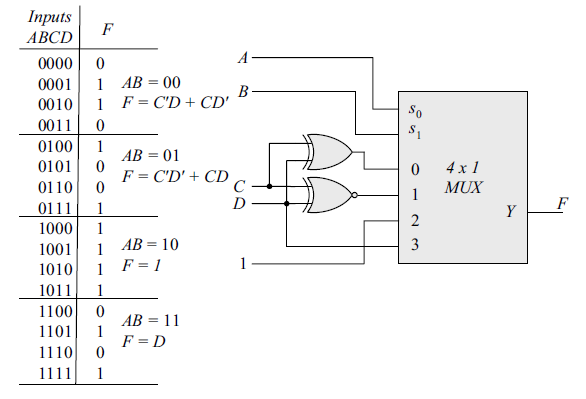 Inputs
ABCD F
0000 0
0001 1
0010 1
0011 0
AB = 00
F = C'D + CD'
0100 1
0101 0
0110 0
0111 1
AB = 01
F = C'D' + CD
1000 1
1001 1
1010 1
1011 1
AB = 10
F = 1
1100 0
1101 1
1110 0
1111 1
AB = 11
F = D
A
B
C
D
1
s0
s1
0
1
2
3
4 x 1
MUX
Y
F